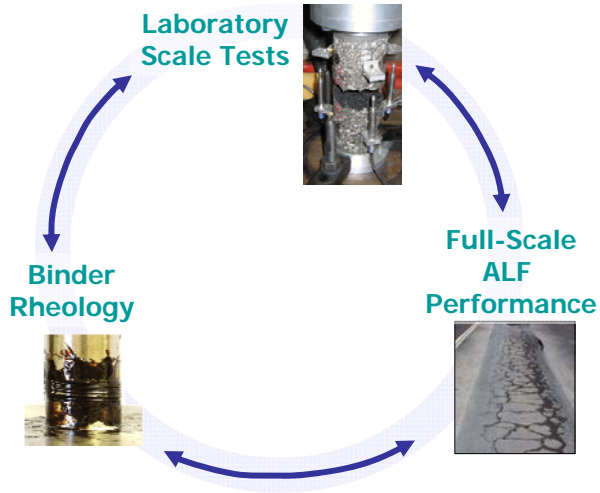 Laboratory
Scale Tests
Full-Scale
ALF
Performance
Binder
Rheology